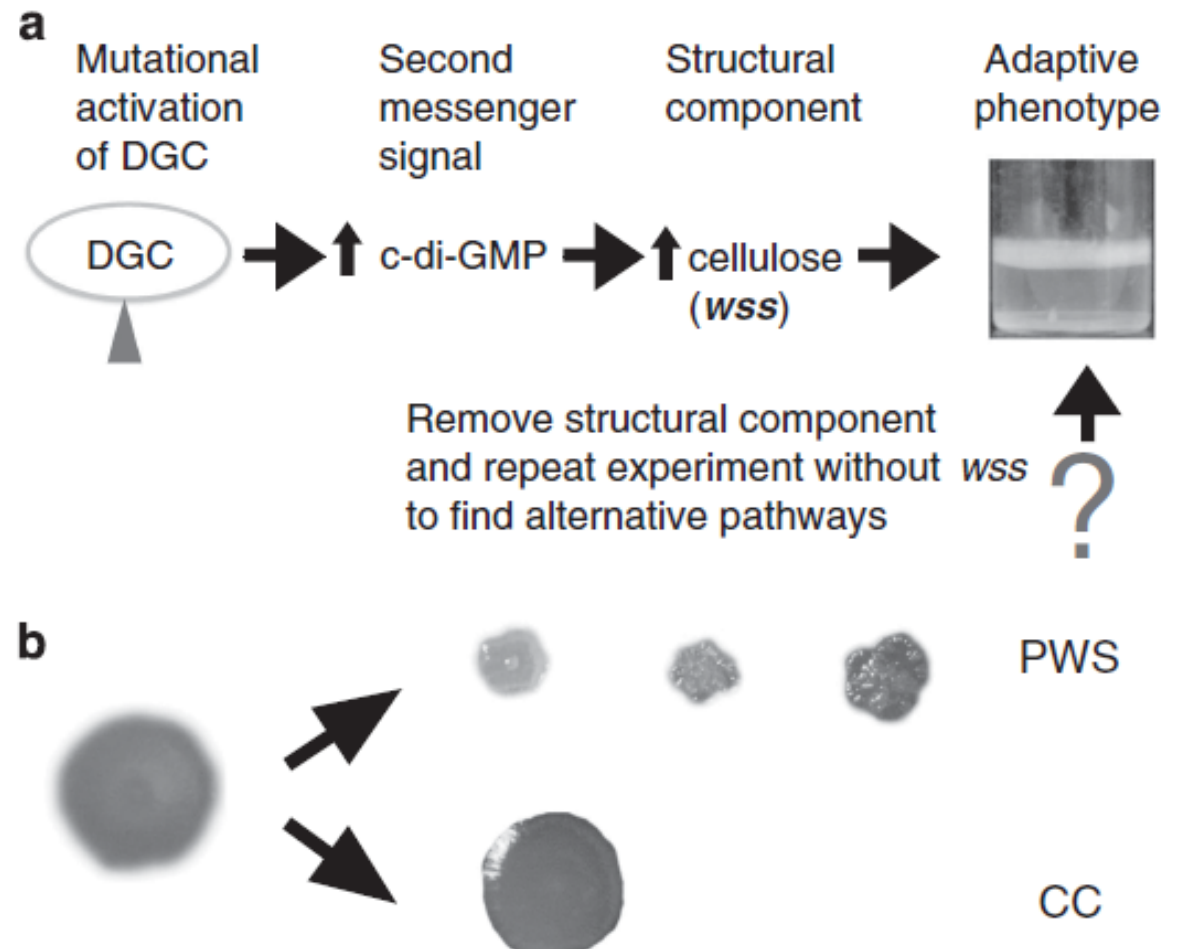 a
Mutational
activation
of DGC
Second
messenger
signal
Structural
component
Adaptive
phenotype
DGC
c-di-GMP
cellulose
(wss)
Remove structural component
and repeat experiment without wss
to find alternative pathways
?
b
PWS
CC